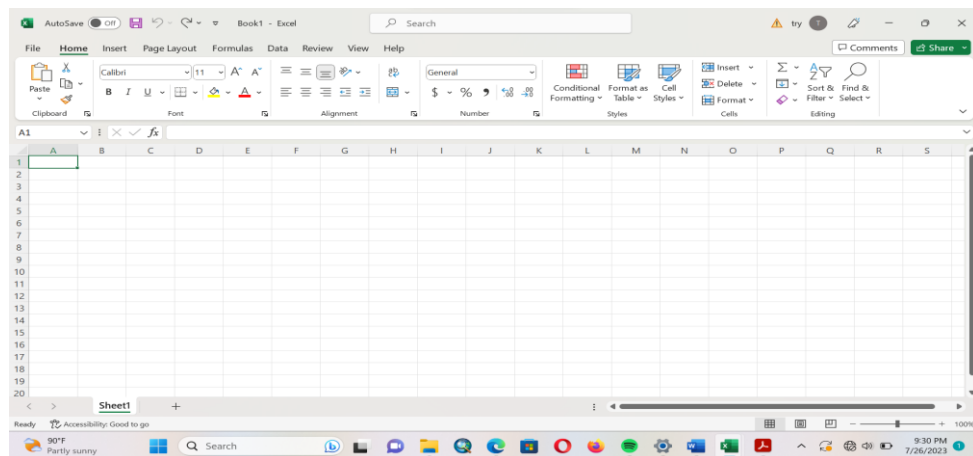 AutoSave Off Book1 - Excel Search try T
File Home Insert Page Layout Formulas Data Review View Help Comments Share
Calibri 11 A^ A˅ General Insert Σ
Paste B I U A $ % 9 Conditional Format as Cell Delete Sort & Find &
Formatting Table Styles Format Filter Select
Clipboard Font Alignment Number Styles Cells Editing
A1 fx
A B C D E F G H I J K L M N O P Q R S
1
2
3
4
5
6
7
8
9
10
11
12
13
14
15
16
17
18
19
20
Sheet1 +
Ready Accessibility: Good to go 100%
90°F 9:30 PM
Partly sunny Search 7/26/2023